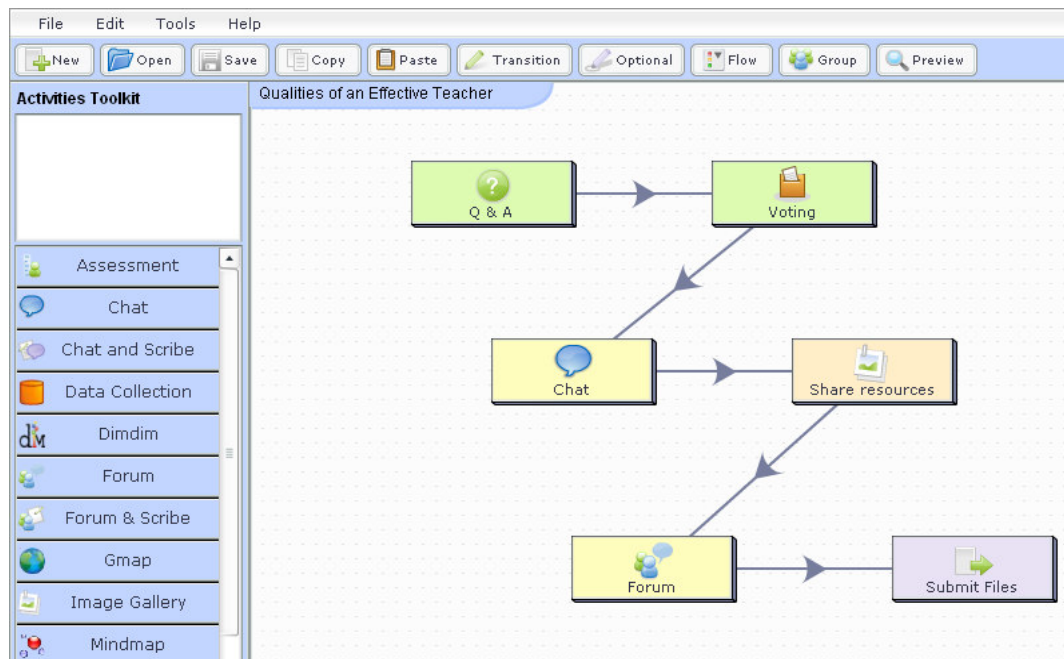 File Edit Tools Help
New Open Save Copy Paste Transition Optional Flow Group Preview
Activities Toolkit
Qualities of an Effective Teacher
Assessment
Chat
Chat and Scribe
Data Collection
dM Dimdim
Forum
Forum & Scribe
Gmap
Image Gallery
Mindmap
Q & A
Voting
Chat
Share resources
Forum
Submit Files